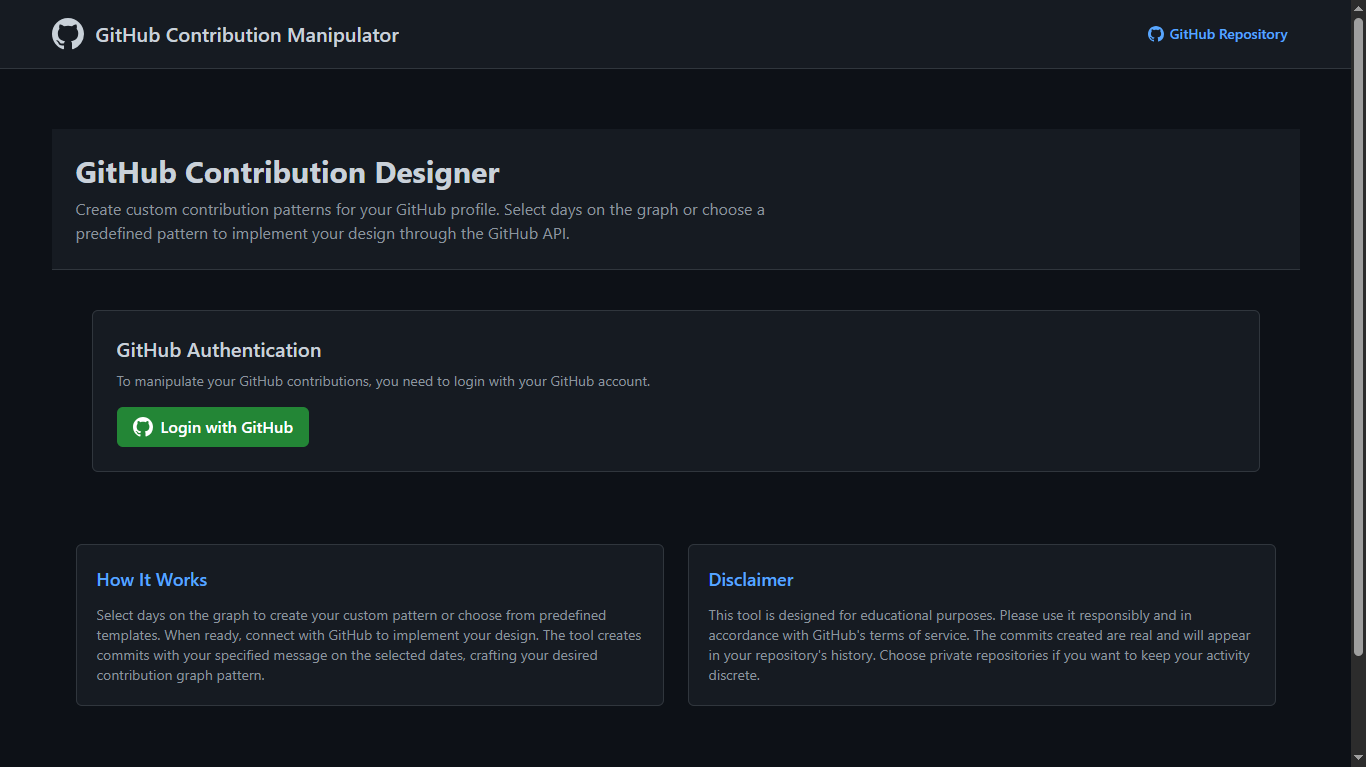 GitHub Contribution Manipulator
GitHub Repository
GitHub Contribution Designer
Create custom contribution patterns for your GitHub profile. Select days on the graph or choose a
predefined pattern to implement your design through the GitHub API.
GitHub Authentication
To manipulate your GitHub contributions, you need to login with your GitHub account.
Login with GitHub
How It Works
Select days on the graph to create your custom pattern or choose from predefined
templates. When ready, connect with GitHub to implement your design. The tool creates
commits with your specified message on the selected dates, crafting your desired
contribution graph pattern.
Disclaimer
This tool is designed for educational purposes. Please use it responsibly and in
accordance with GitHub's terms of service. The commits created are real and will appear
in your repository's history. Choose private repositories if you want to keep your activity
discrete.